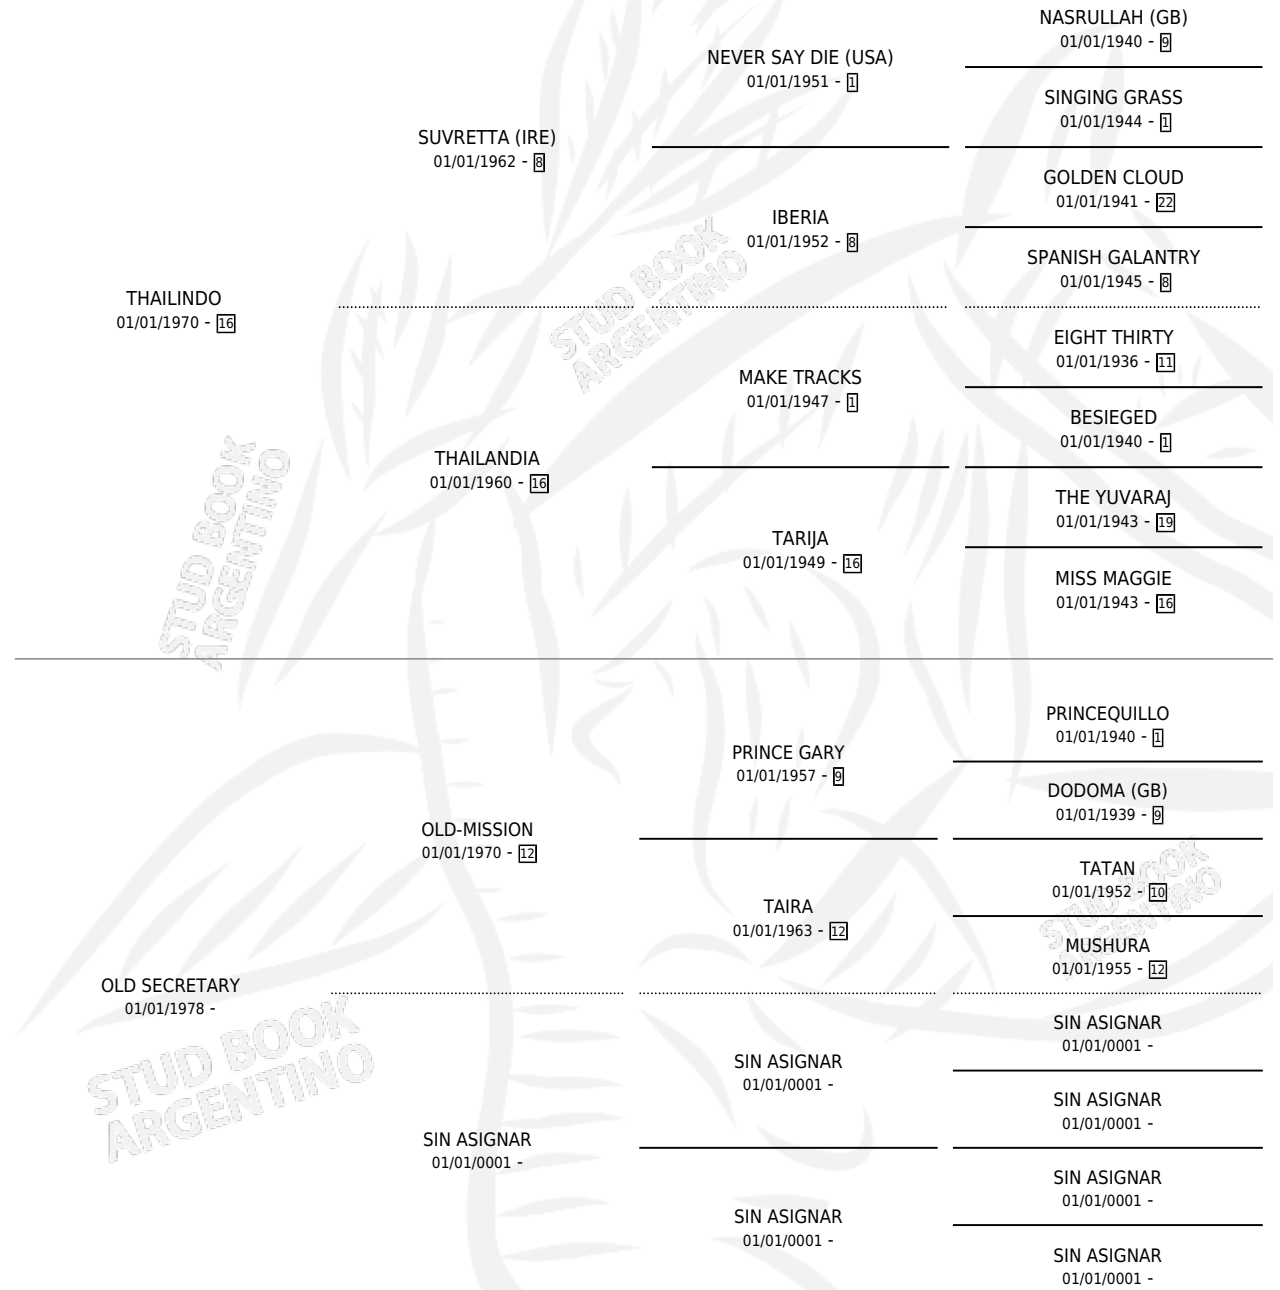 NASRULLAH (GB)
01/01/1940 - 9
NEVER SAY DIE (USA)
01/01/1951 - 1
SINGING GRASS
01/01/1944 - 1
SUVRETTA (IRE)
01/01/1962 - 8
GOLDEN CLOUD
01/01/1941 - 22
IBERIA
01/01/1952 - 8
SPANISH GALANTRY
01/01/1945 - 8
THAILINDO
01/01/1970 - 16
EIGHT THIRTY
01/01/1936 - 11
MAKE TRACKS
01/01/1947 - 1
BESIEGED
01/01/1940 - 1
THAILANDIA
01/01/1960 - 16
THE YUVARAJ
01/01/1943 - 19
TARIJA
01/01/1949 - 16
MISS MAGGIE
01/01/1943 - 16
STUD BOOK
ARGENTINO
STUD BOOK
ARGENTINO
PRINCEQUILLO
01/01/1940 - 1
PRINCE GARY
01/01/1957 - 9
DODOMA (GB)
01/01/1939 - 9
OLD-MISSION
01/01/1970 - 12
TATAN
01/01/1952 - 10
TAIRA
01/01/1963 - 12
MUSHURA
01/01/1955 - 12
STUD BOOK
ARGENTINO
OLD SECRETARY
01/01/1978 -
SIN ASIGNAR
01/01/0001 -
SIN ASIGNAR
01/01/0001 -
SIN ASIGNAR
01/01/0001 -
SIN ASIGNAR
01/01/0001 -
SIN ASIGNAR
01/01/0001 -
SIN ASIGNAR
01/01/0001 -
SIN ASIGNAR
01/01/0001 -
STUD BOOK
ARGENTINO